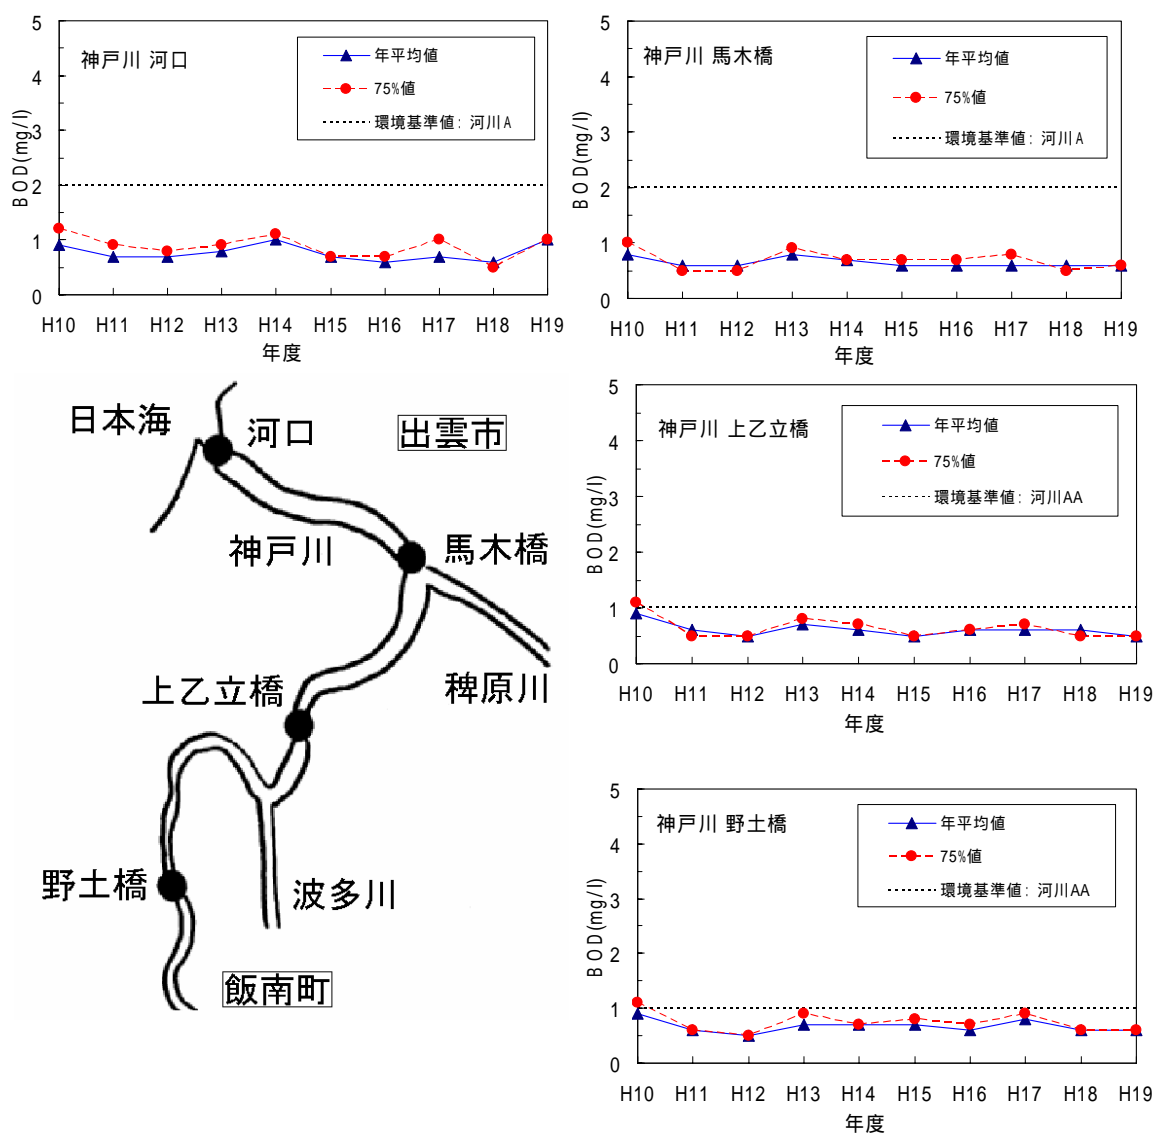 神戸川 河口
年平均値
75%値
環境基準値: 河川A
BOD(mg/l)
5
4
3
2
1
0
H10 H11 H12 H13 H14 H15 H16 H17 H18 H19
年度
神戸川 馬木橋
年平均値
75%値
環境基準値: 河川A
BOD(mg/l)
5
4
3
2
1
0
H10 H11 H12 H13 H14 H15 H16 H17 H18 H19
年度
日本海
河口
出雲市
神戸川
馬木橋
上乙立橋
稗原川
野土橋
波多川
飯南町
神戸川 上乙立橋
年平均値
75%値
環境基準値: 河川AA
BOD(mg/l)
5
4
3
2
1
0
H10 H11 H12 H13 H14 H15 H16 H17 H18 H19
年度
神戸川 野土橋
年平均値
75%値
環境基準値: 河川AA
BOD(mg/l)
5
4
3
2
1
0
H10 H11 H12 H13 H14 H15 H16 H17 H18 H19
年度